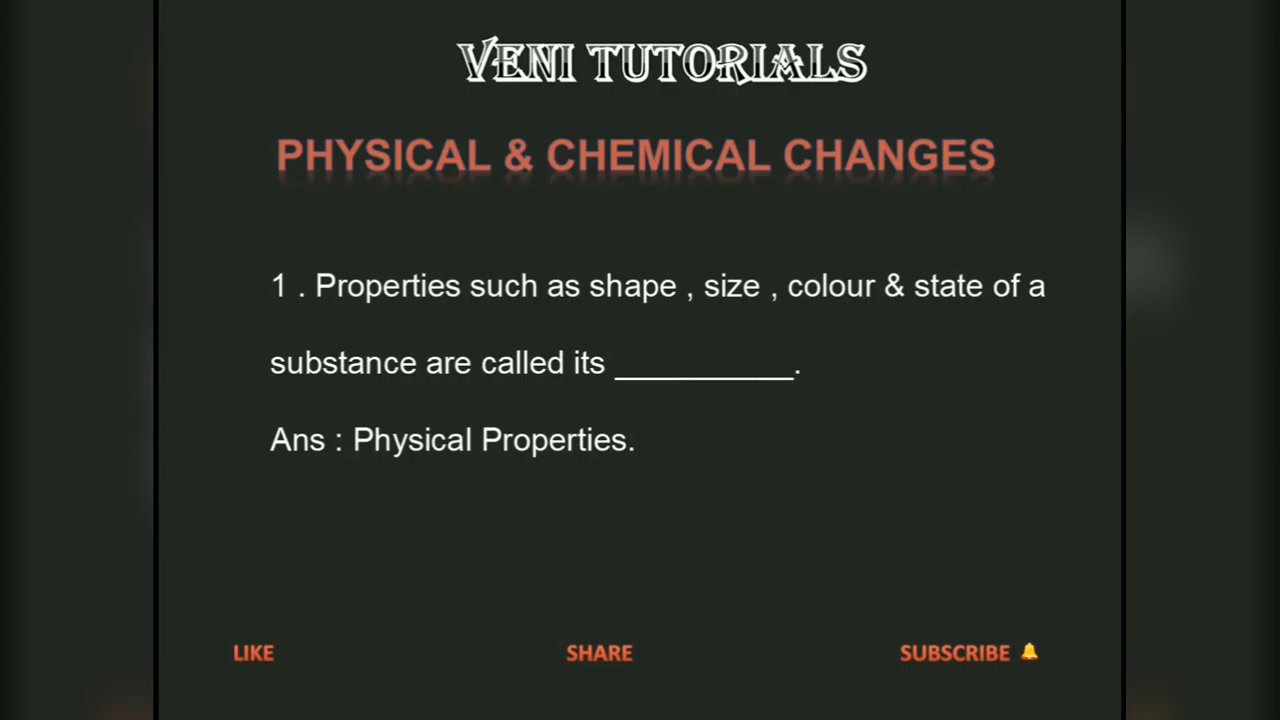 VENI TUTORIALS
PHYSICAL & CHEMICAL CHANGES
1 . Properties such as shape , size , colour & state of a
substance are called its __________.
Ans : Physical Properties.
LIKE SHARE SUBSCRIBE 🔔